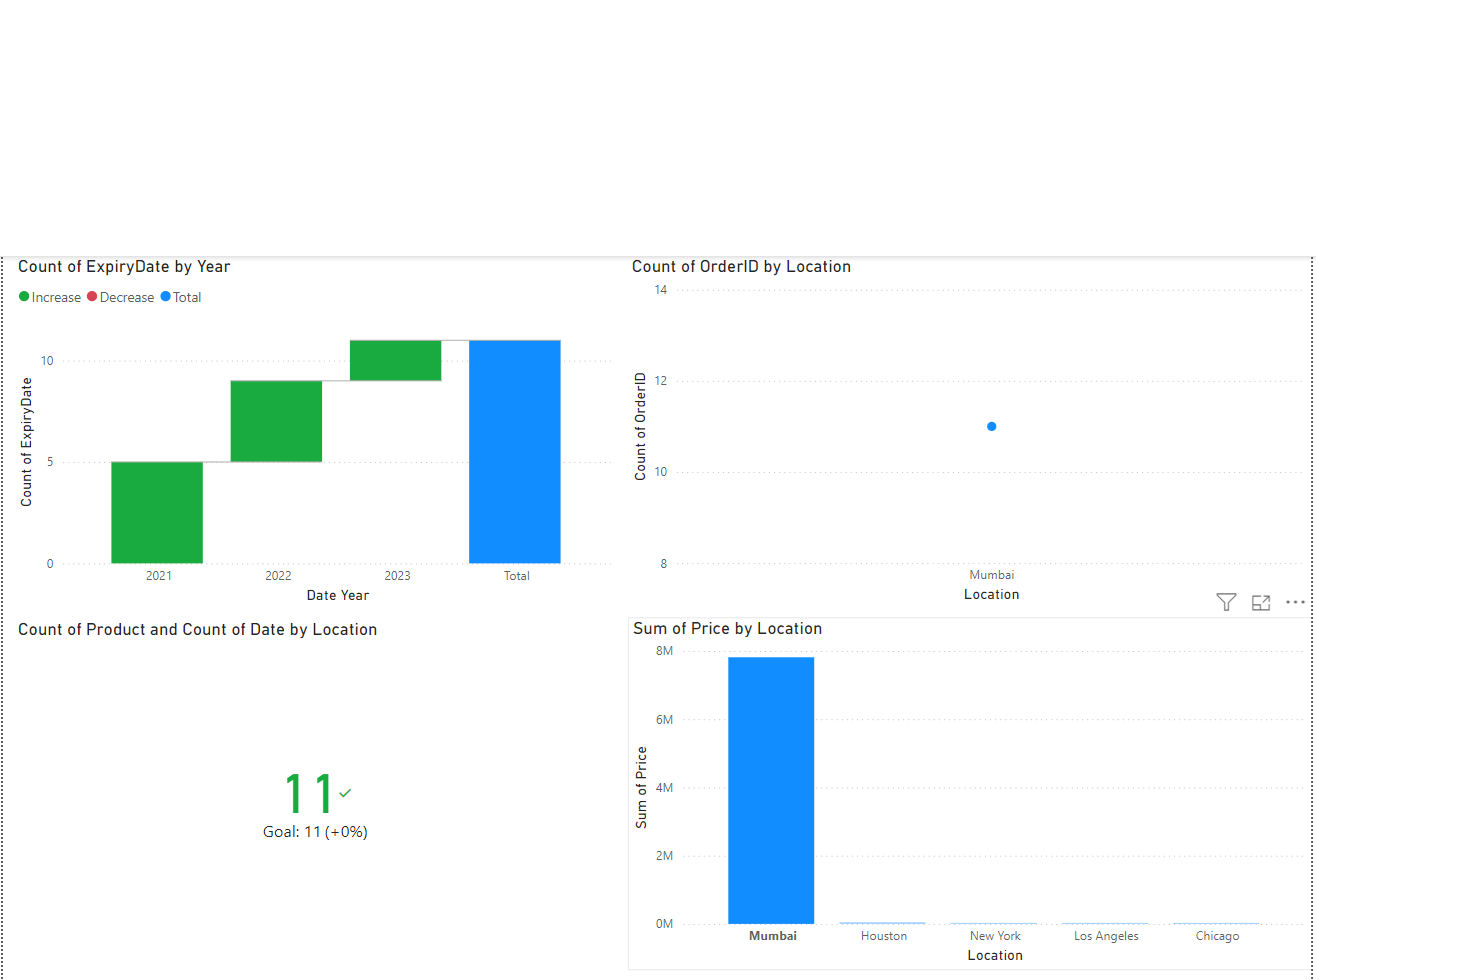 Count of ExpiryDate by Year
Increase Decrease Total
10
5
0
Count of ExpiryDate
2021 2022 2023 Total
Date Year
Count of OrderID by Location
14
12
10
8
Count of OrderID
Mumbai
Location
Count of Product and Count of Date by Location
11
Goal: 11 (+0%)
Sum of Price by Location
8M
6M
4M
2M
0M
Sum of Price
Mumbai Houston New York Los Angeles Chicago
Location